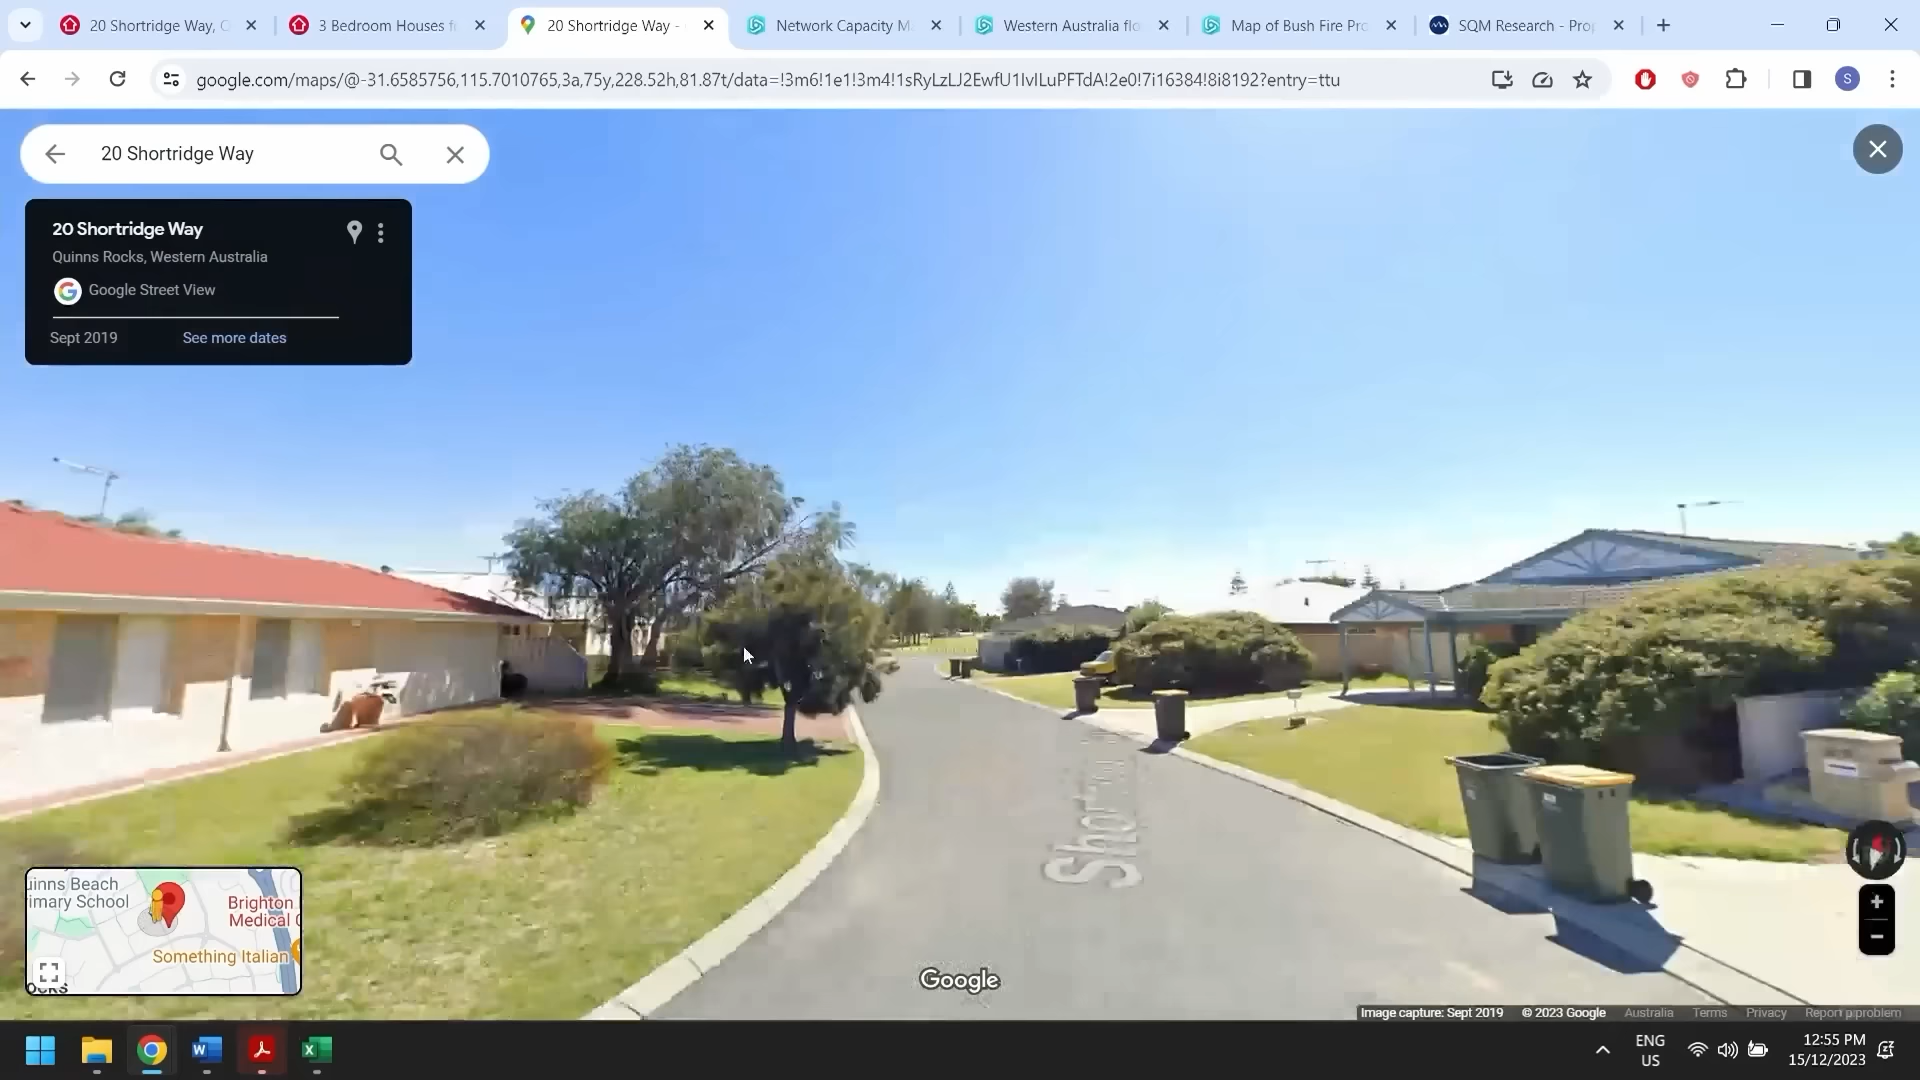 20 Shortridge Way, Q
3 Bedroom Houses f
20 Shortridge Way -
Network Capacity M
Western Australia flo
Map of Bush Fire Pro
SQM Research - Prop
google.com/maps/@-31.6585756,115.7010765,3a,75y,228.52h,81.87t/data=!3m6!1e1!3m4!1sRyLzLJ2EwfU1IvILuPFTdA!2e0!7i16384!8i8192?entry=ttu
S
20 Shortridge Way
20 Shortridge Way
Quinns Rocks, Western Australia
Google Street View
Sept 2019 See more dates
uinns Beach
imary School
Brighton
Medical
Something Italian
Google
Image capture: Sept 2019 © 2023 Google Australia Terms Privacy Report a problem
ENG
US
12:55 PM
15/12/2023